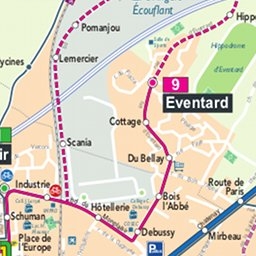 Écouflant
Pomanjou
Hippo
Lemercier
Hippodrome
d'Eventard
ycines
9
Eventard
Cottage
Scania
Du Bellay
ir
Industrie
Route de
Paris
Bois
l'Abbé
Hôtellerie
Schuman
Debussy
Mirbeau
Place de
l'Europe